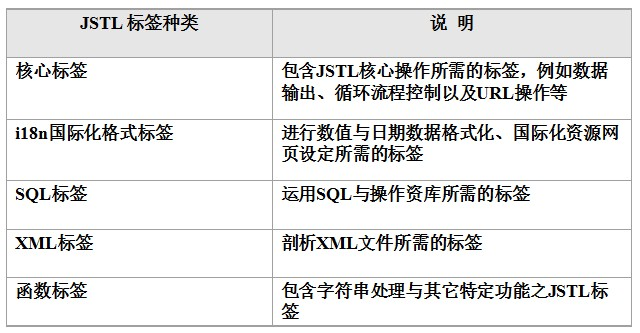 JSTL 标签种类
说 明
核心标签
包含JSTL核心操作所需的标签，例如数据
输出、循环流程控制以及URL操作等
i18n国际化格式标签
进行数值与日期数据格式化、国际化资源网
页设定所需的标签
SQL标签
运用SQL与操作资库所需的标签
XML标签
剖析XML文件所需的标签
函数标签
包含字符串处理与其它特定功能之JSTL标
签